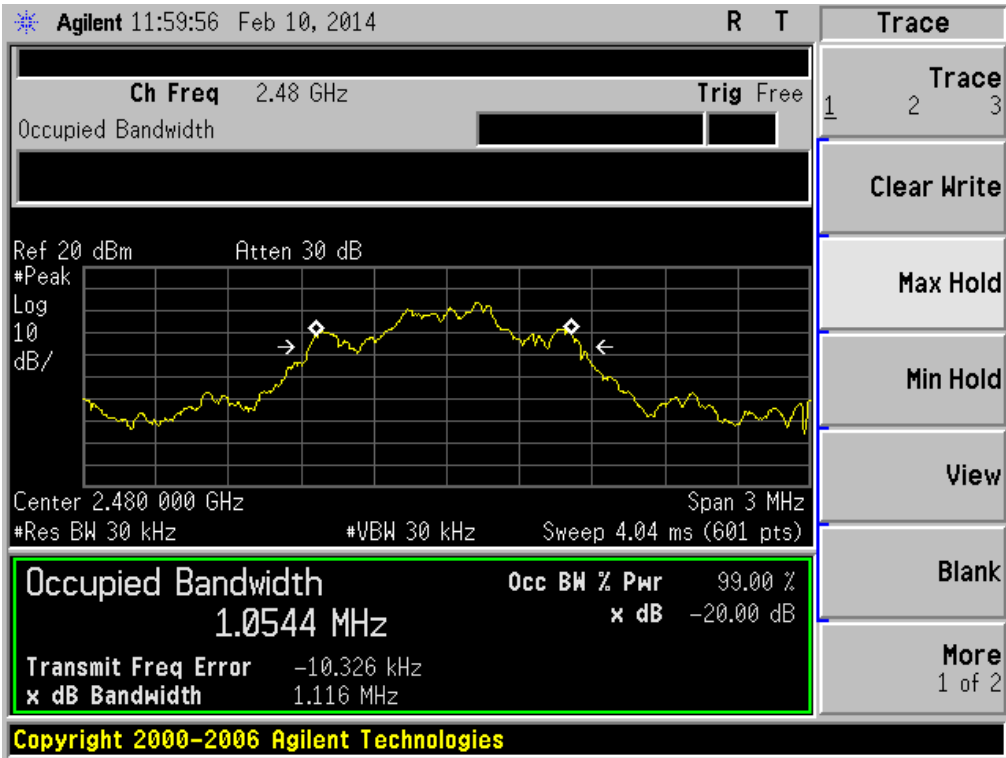 Agilent 11:59:56 Feb 10, 2014 R T
Ch Freq 2.48 GHz Trig Free
Occupied Bandwidth
Ref 20 dBm Atten 30 dB
#Peak
Log
10
dB/
Center 2.480 000 GHz Span 3 MHz
#Res BW 30 kHz #VBW 30 kHz Sweep 4.04 ms (601 pts)
Occupied Bandwidth
1.0544 MHz
Occ BW % Pwr 99.00 %
x dB -20.00 dB
Transmit Freq Error -10.326 kHz
x dB Bandwidth 1.116 MHz
Copyright 2000-2006 Agilent Technologies
Trace
Trace
1 2 3
Clear Write
Max Hold
Min Hold
View
Blank
More
1 of 2